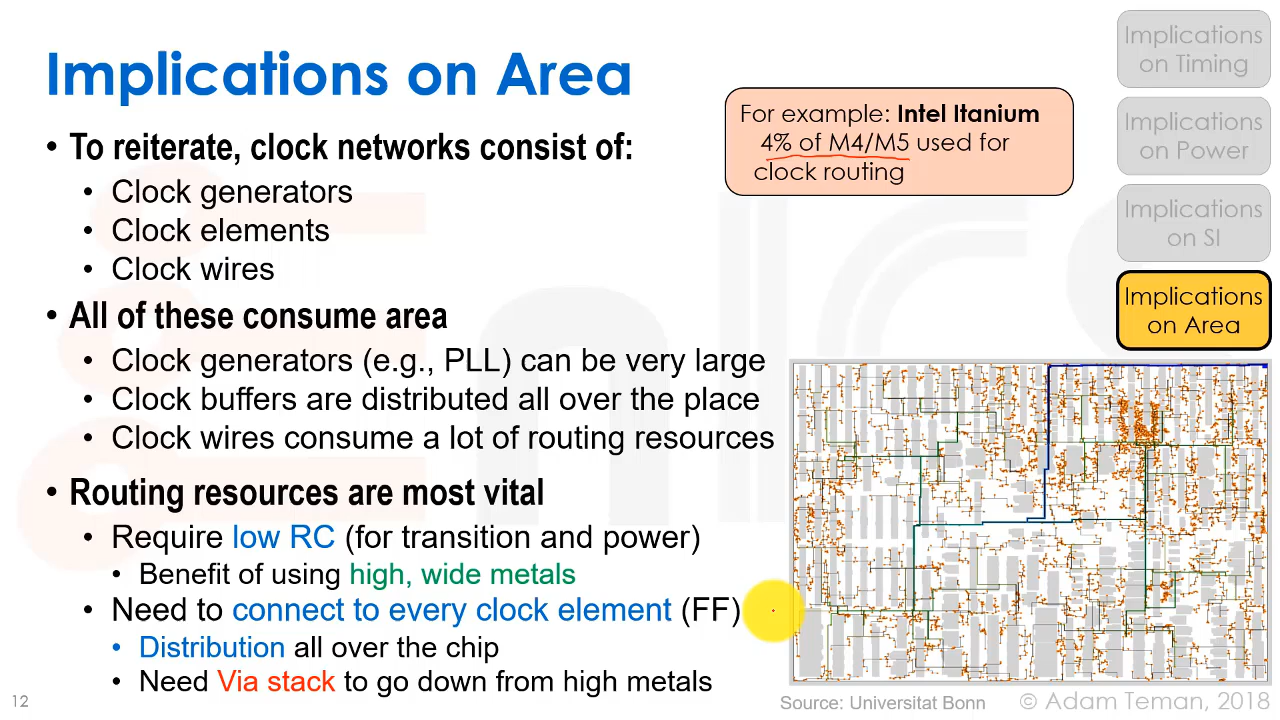 Implications on Area
• To reiterate, clock networks consist of:
• Clock generators
• Clock elements
• Clock wires
• All of these consume area
• Clock generators (e.g., PLL) can be very large
• Clock buffers are distributed all over the place
• Clock wires consume a lot of routing resources
• Routing resources are most vital
• Require low RC (for transition and power)
• Benefit of using high, wide metals
• Need to connect to every clock element (FF)
• Distribution all over the chip
• Need Via stack to go down from high metals
For example: Intel Itanium
4% of M4/M5 used for
clock routing
Implications
on Timing
Implications
on Power
Implications
on SI
Implications
on Area
12
Source: Universitat Bonn
© Adam Teman, 2018